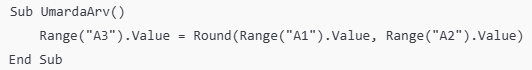 Sub UmardaArv()
    Range("A3").Value = Round(Range("A1").Value, Range("A2").Value)
End Sub